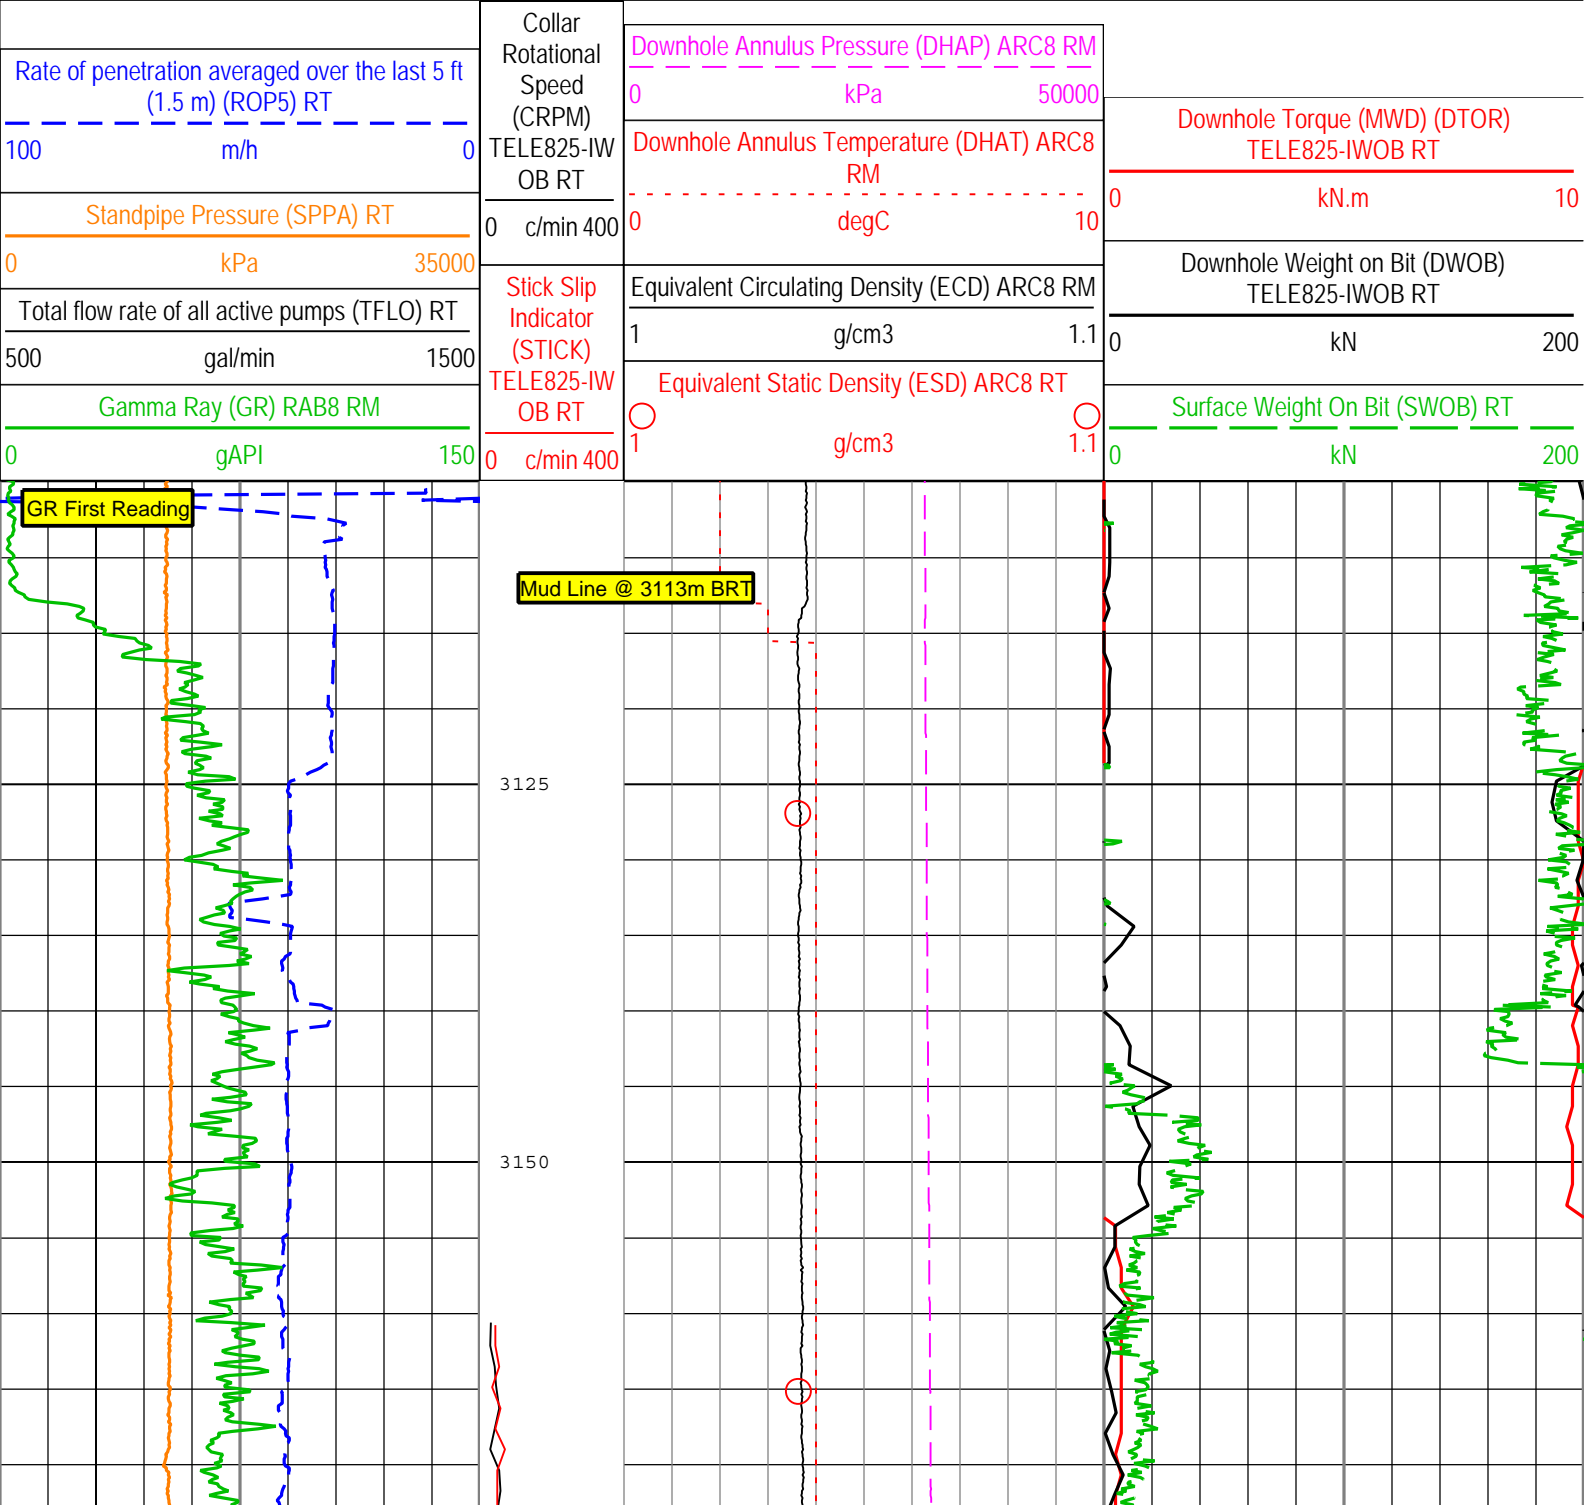 Rate of penetration averaged over the last 5 ft
(1.5 m) (ROP5) RT
100 m/h 0
Standpipe Pressure (SPPA) RT
0 kPa 35000
Total flow rate of all active pumps (TFLO) RT
500 gal/min 1500
Gamma Ray (GR) RAB8 RM
0 gAPI 150
Collar
Rotational
Speed
(CRPM)
TELE825-IW
OB RT
0 c/min 400
Stick Slip
Indicator
(STICK)
TELE825-IW
OB RT
0 c/min 400
Downhole Annulus Pressure (DHAP) ARC8 RM
0 kPa 50000
Downhole Annulus Temperature (DHAT) ARC8
RM
0 degC 10
Equivalent Circulating Density (ECD) ARC8 RM
1 g/cm3 1.1
Equivalent Static Density (ESD) ARC8 RT
1 g/cm3 1.1
Downhole Torque (MWD) (DTOR)
TELE825-IWOB RT
0 kN.m 10
Downhole Weight on Bit (DWOB)
TELE825-IWOB RT
0 kN 200
Surface Weight On Bit (SWOB) RT
0 kN 200
GR First Reading
Mud Line @ 3113m BRT
3125
3150